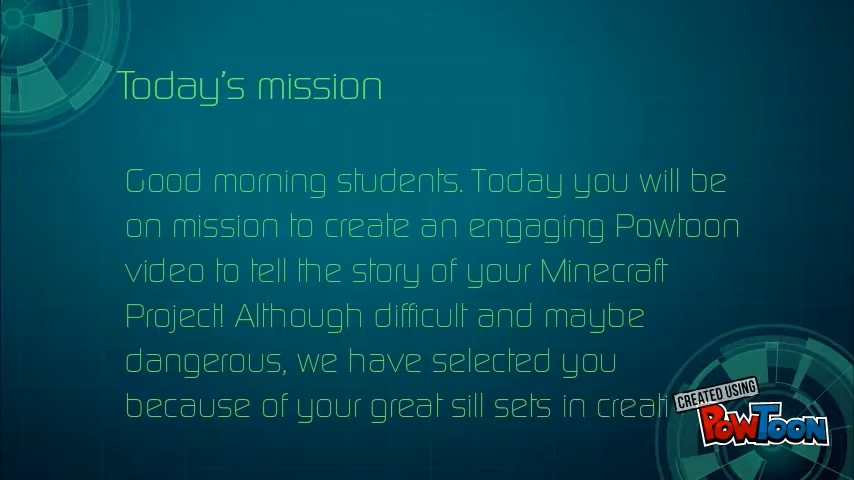 Today's mission
Good morning students. Today you will be
on mission to create an engaging Powtoon
video to tell the story of your Minecraft
Project! Although difficult and maybe
dangerous, we have selected you
because of your great sill sets in creati
CREATED USING
POWTOON